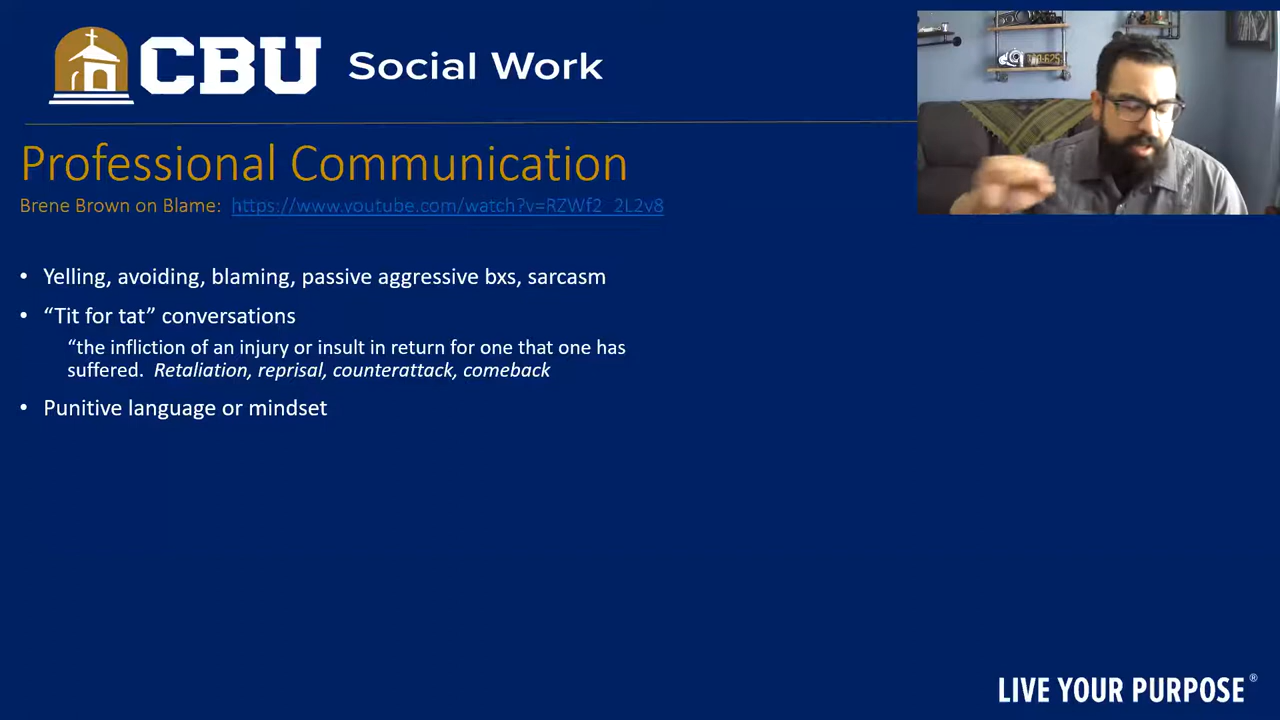 CBU Social Work
Professional Communication
Brene Brown on Blame: https://www.youtube.com/watch?v=RZWf2_2L2v8
• Yelling, avoiding, blaming, passive aggressive bxs, sarcasm
• “Tit for tat” conversations
“the infliction of an injury or insult in return for one that one has
suffered. Retaliation, reprisal, counterattack, comeback
• Punitive language or mindset
LIVE YOUR PURPOSE®